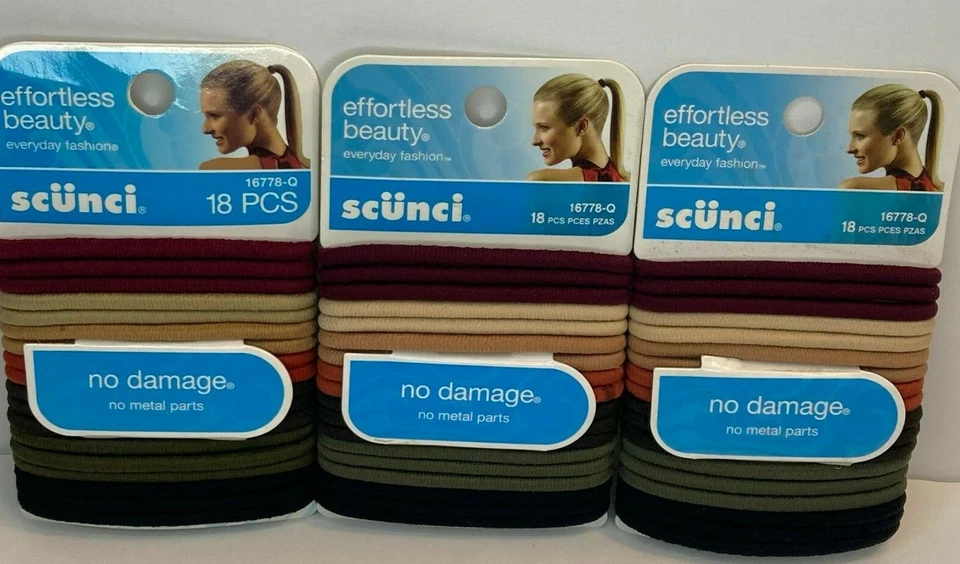 effortless
beauty®
everyday fashion®
16778-Q
scünci®
18 PCS
no damage®
no metal parts
effortless
beauty®
everyday fashion™
16778-Q
scünci®
18 PCS PCES PZAS
no damage®
no metal parts
effortless
beauty®
everyday fashion™
16778-Q
scünci®
18 PCS PCES PZAS
no damage®
no metal parts